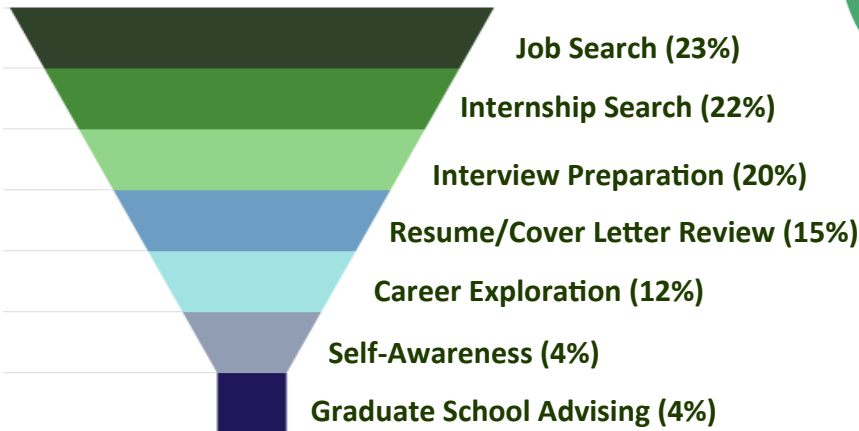 Job Search (23%)
Internship Search (22%)
Interview Preparation (20%)
Resume/Cover Letter Review (15%)
Career Exploration (12%)
Self-Awareness (4%)
Graduate School Advising (4%)